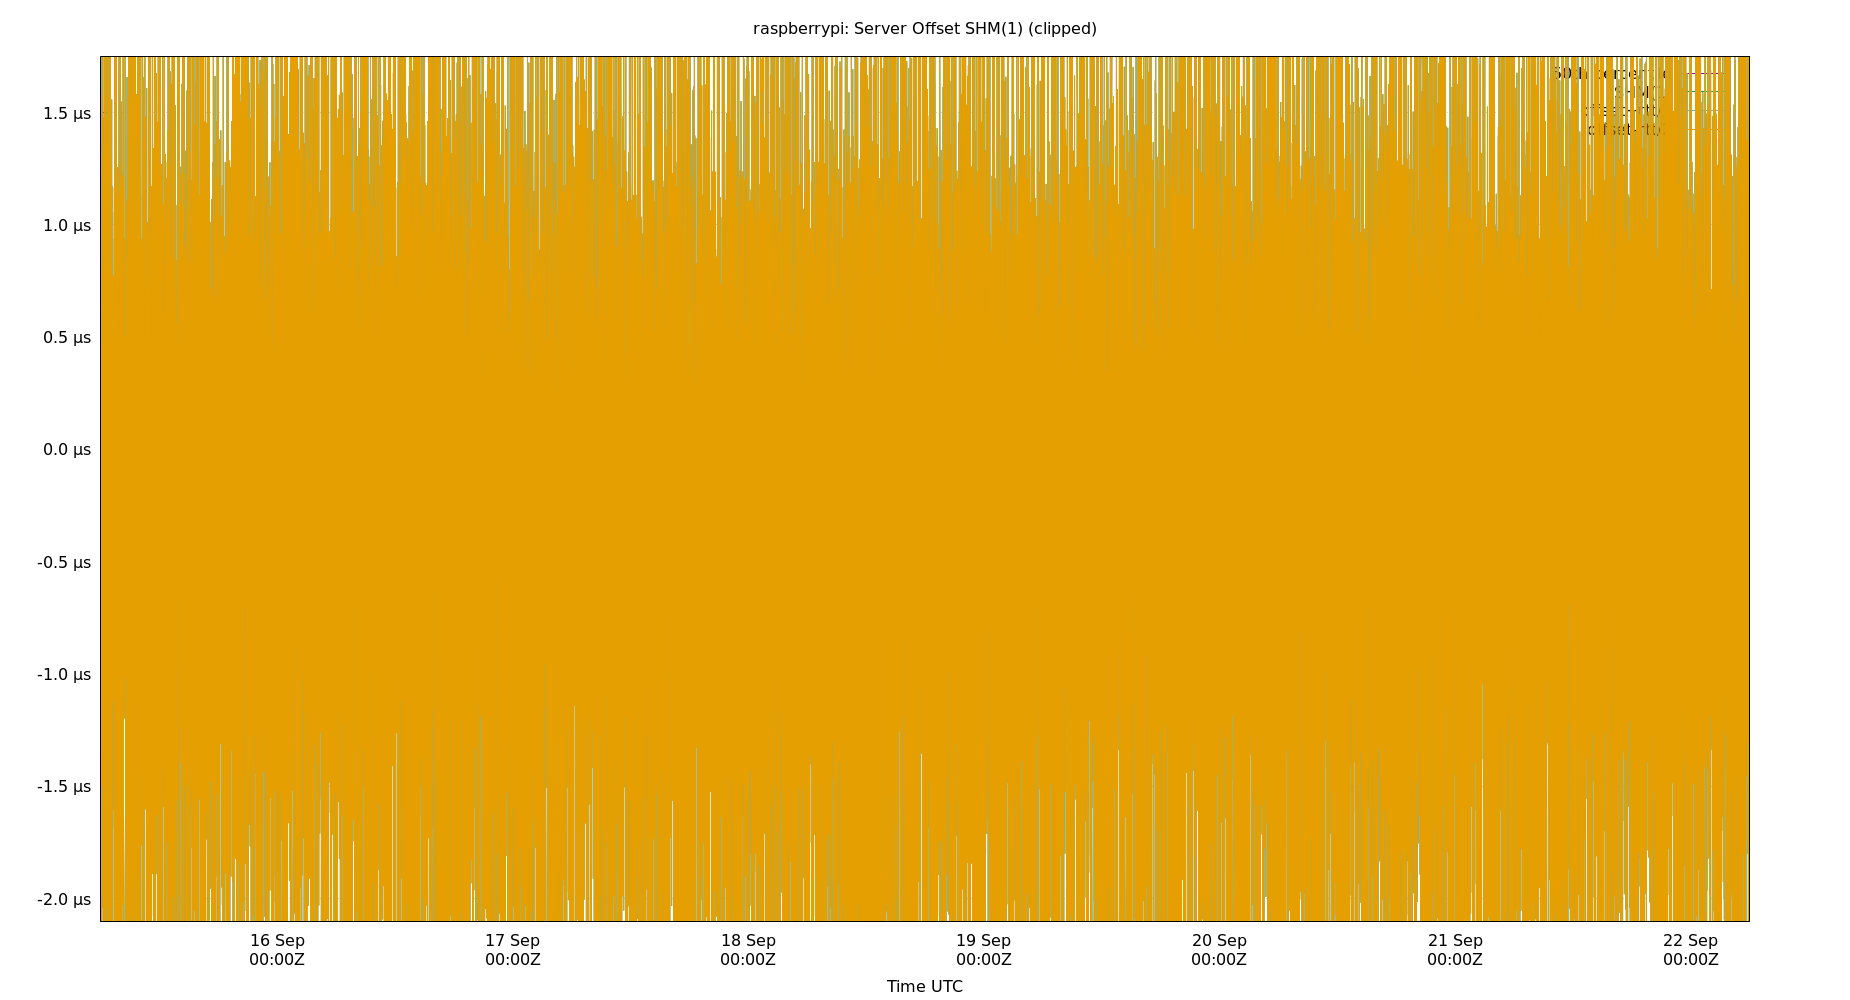 raspberrypi: Server Offset SHM(1) (clipped)
1.5 µs
1.0 µs
0.5 µs
0.0 µs
-0.5 µs
-1.0 µs
-1.5 µs
-2.0 µs
16 Sep 17 Sep 18 Sep 19 Sep 20 Sep 21 Sep 22 Sep
00:00Z 00:00Z 00:00Z 00:00Z 00:00Z 00:00Z 00:00Z
Time UTC